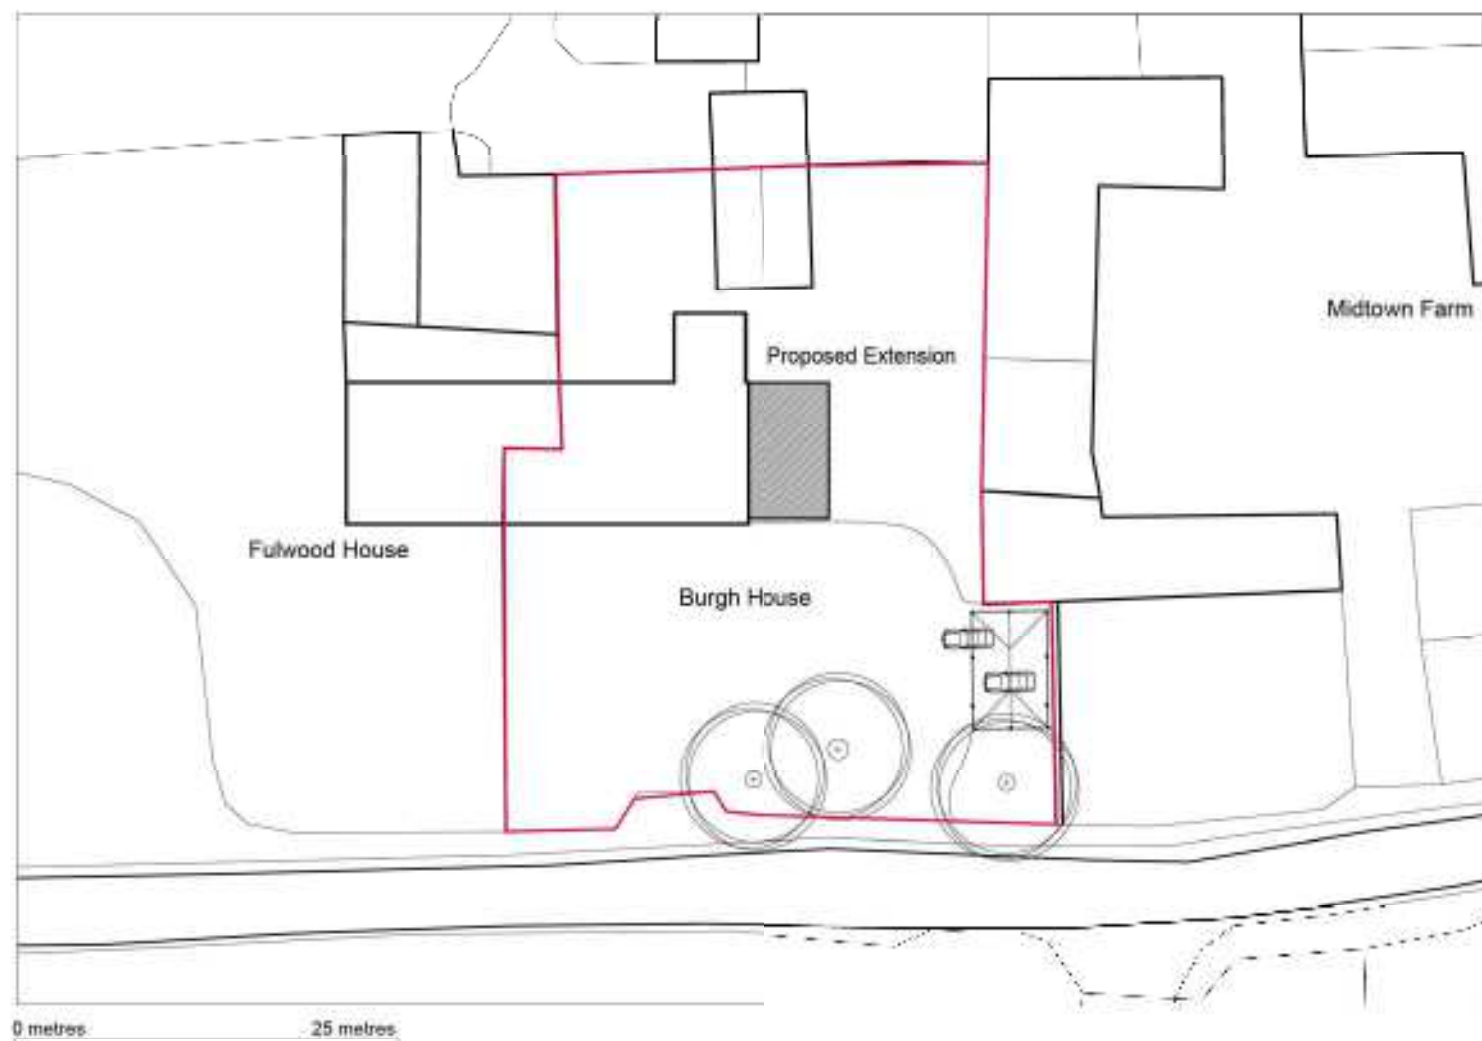 Midtown Farm
Proposed Extension
Fulwood House
Burgh House
0 metres 25 metres